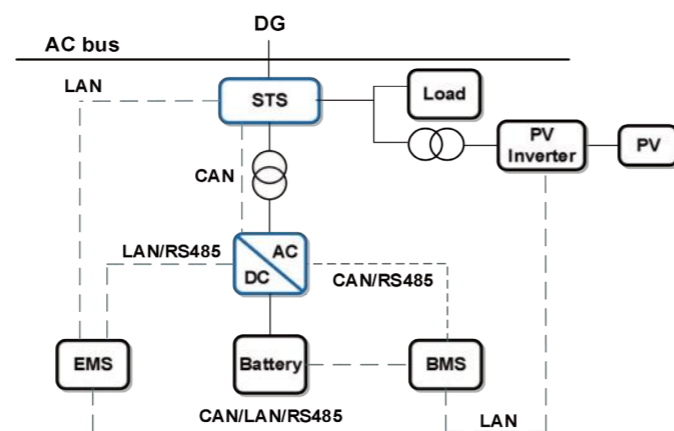 DG
AC bus
LAN
STS
Load
PV
Inverter
PV
CAN
LAN/RS485
AC
DC
CAN/RS485
EMS
Battery
BMS
CAN/LAN/RS485
LAN